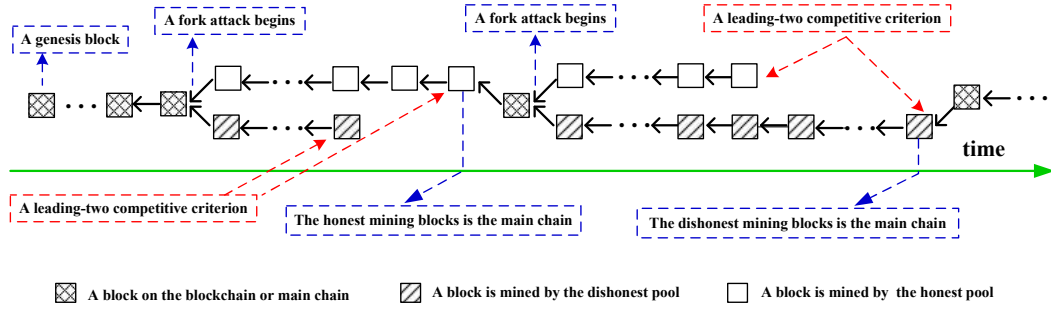 A fork attack begins
A fork attack begins
A leading-two competitive criterion
A genesis block
time
A leading-two competitive criterion
The honest mining blocks is the main chain
The dishonest mining blocks is the main chain
A block on the blockchain or main chain
A block is mined by the dishonest pool
A block is mined by the honest pool